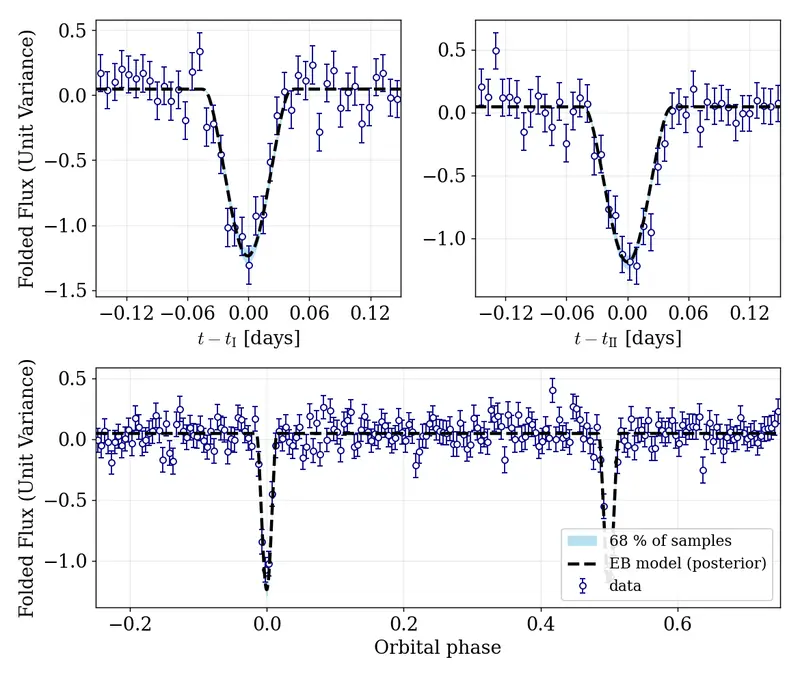 Folded Flux (Unit Variance)
0.5
0.0
−0.5
−1.0
−1.5
−0.12 −0.06 0.00 0.06 0.12
t − tI [days]
0.5
0.0
−0.5
−1.0
−0.12 −0.06 0.00 0.06 0.12
t − tII [days]
Folded Flux (Unit Variance)
0.5
0.0
−0.5
−1.0
68 % of samples
EB model (posterior)
data
−0.2 0.0 0.2 0.4 0.6
Orbital phase